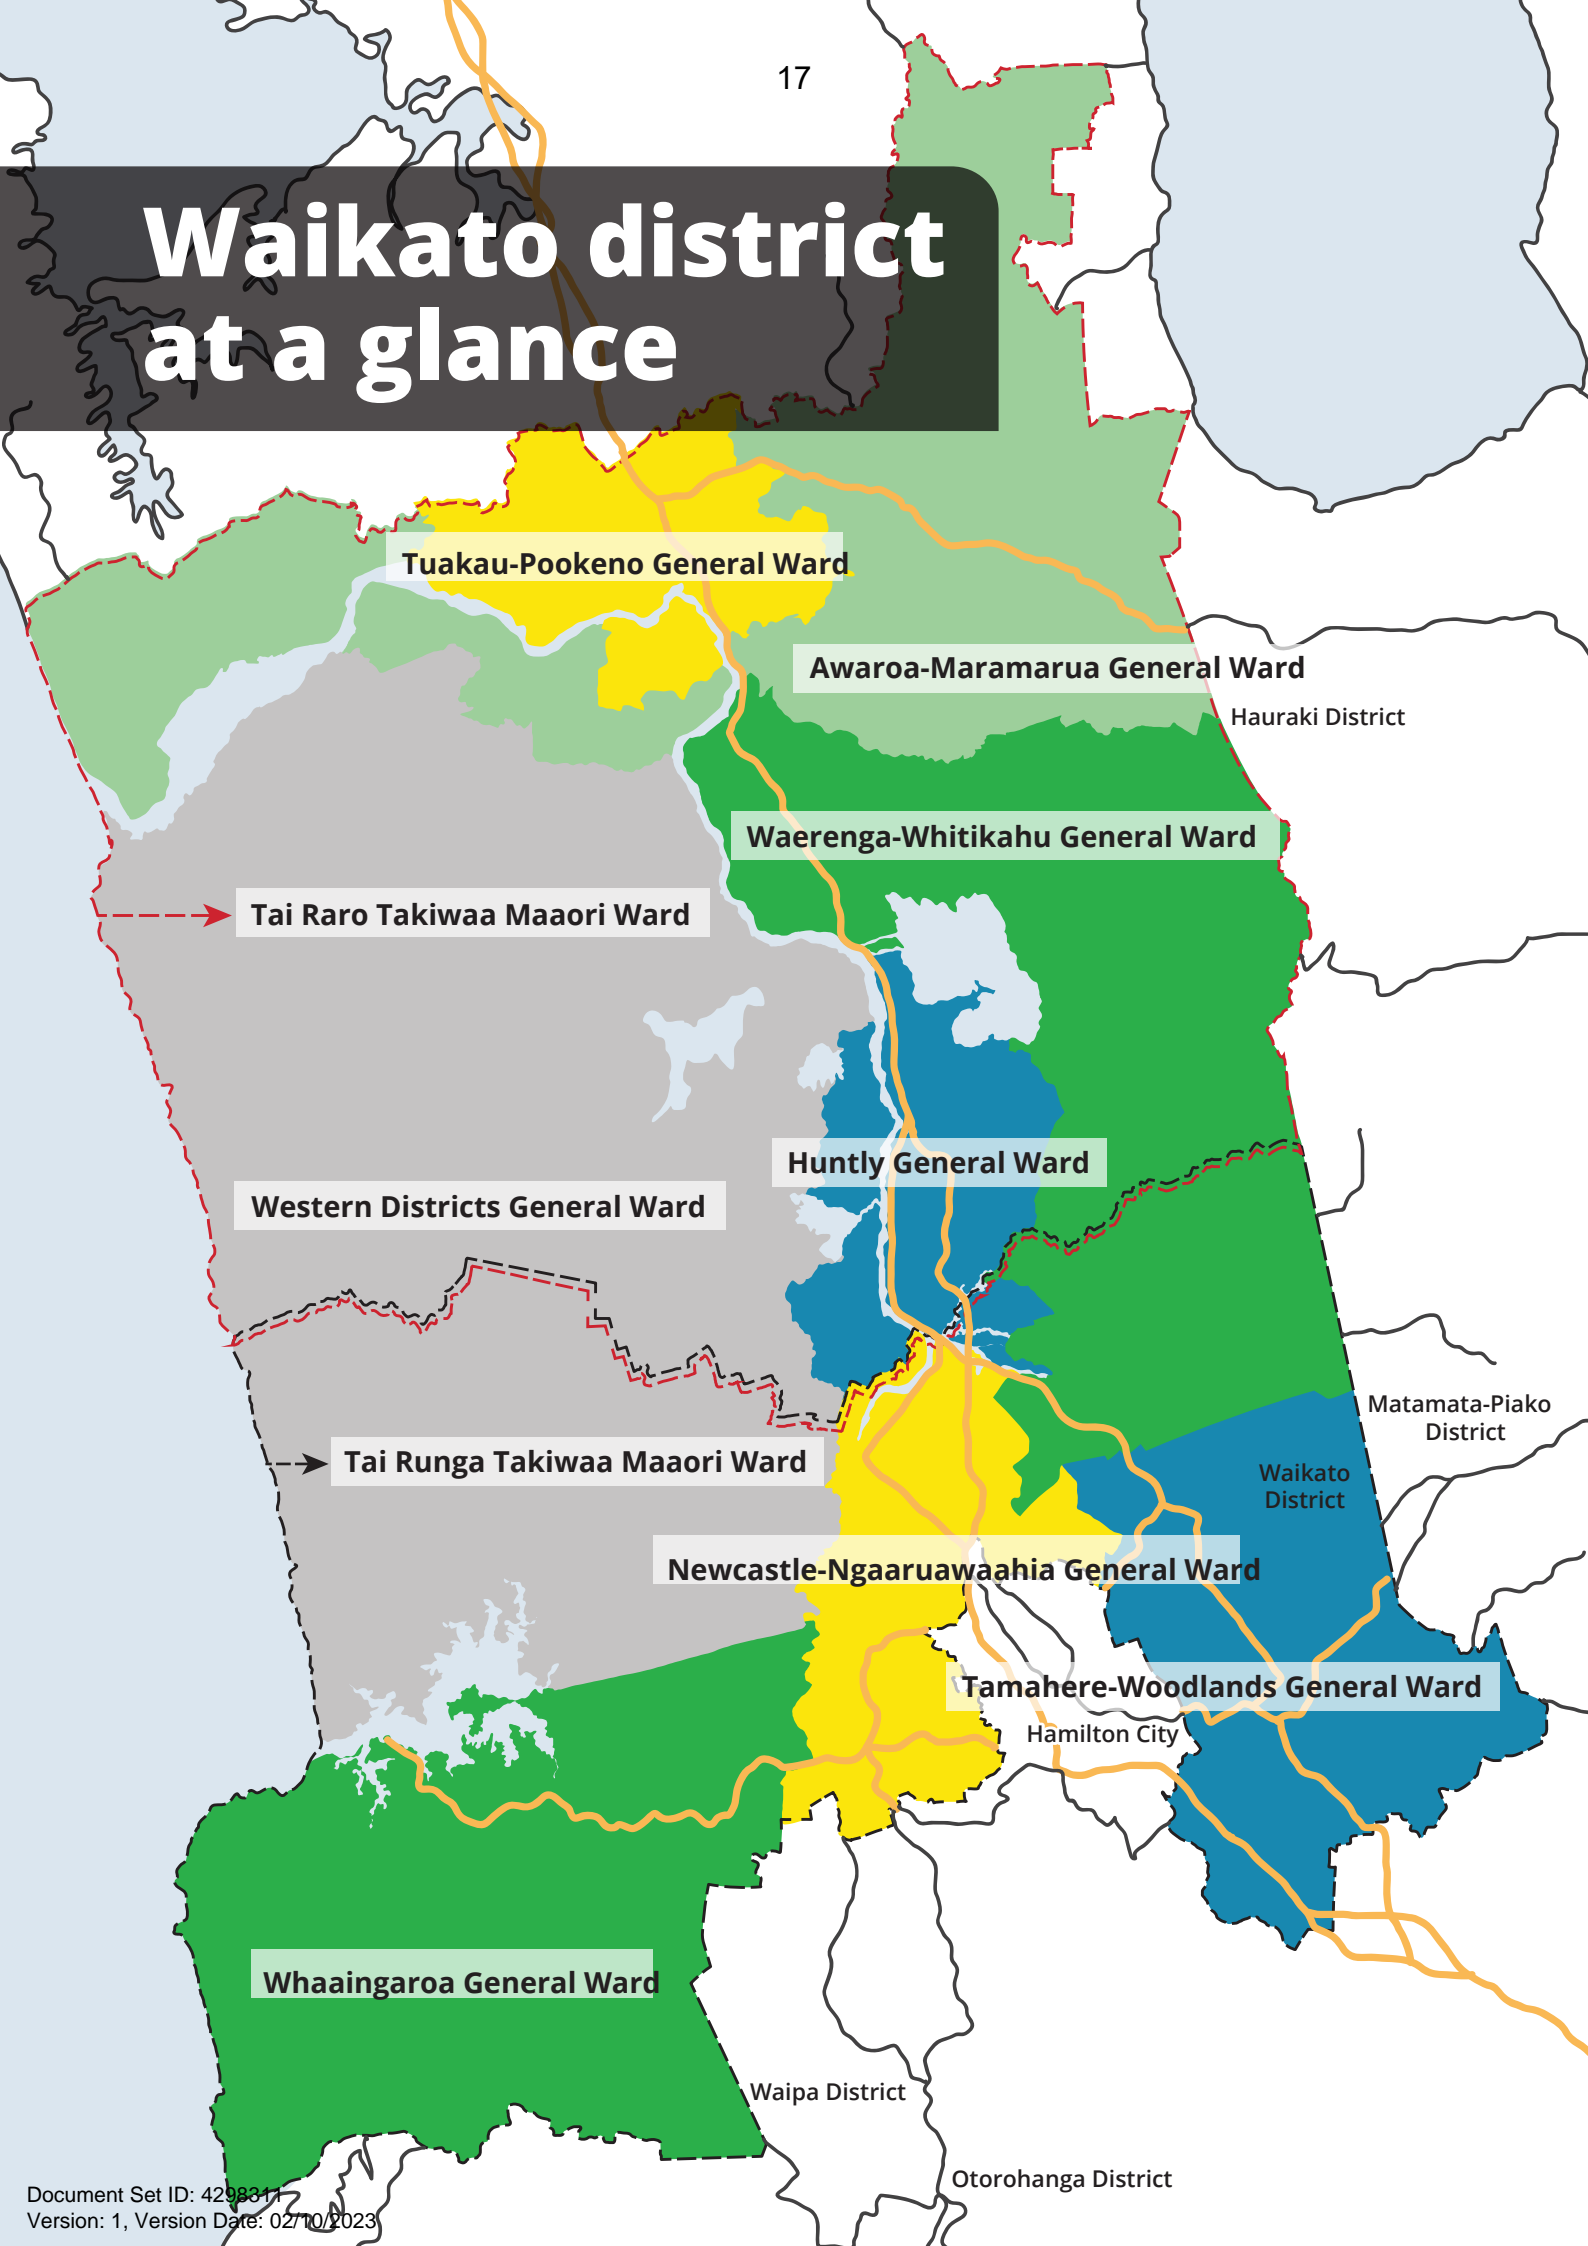 17
Waikato district
at a glance
Tuakau-Pookeno General Ward
Awaroa-Maramarua General Ward
Hauraki District
Waerenga-Whitikahu General Ward
Tai Raro Takiwaa Maaori Ward
Huntly General Ward
Western Districts General Ward
Matamata-Piako
District
Tai Runga Takiwaa Maaori Ward
Waikato
District
Newcastle-Ngaaruawaahia General Ward
Tamahere-Woodlands General Ward
Hamilton City
Whaaingaroa General Ward
Waipa District
Otorohanga District
Document Set ID: 4298311
Version: 1, Version Date: 02/10/2023